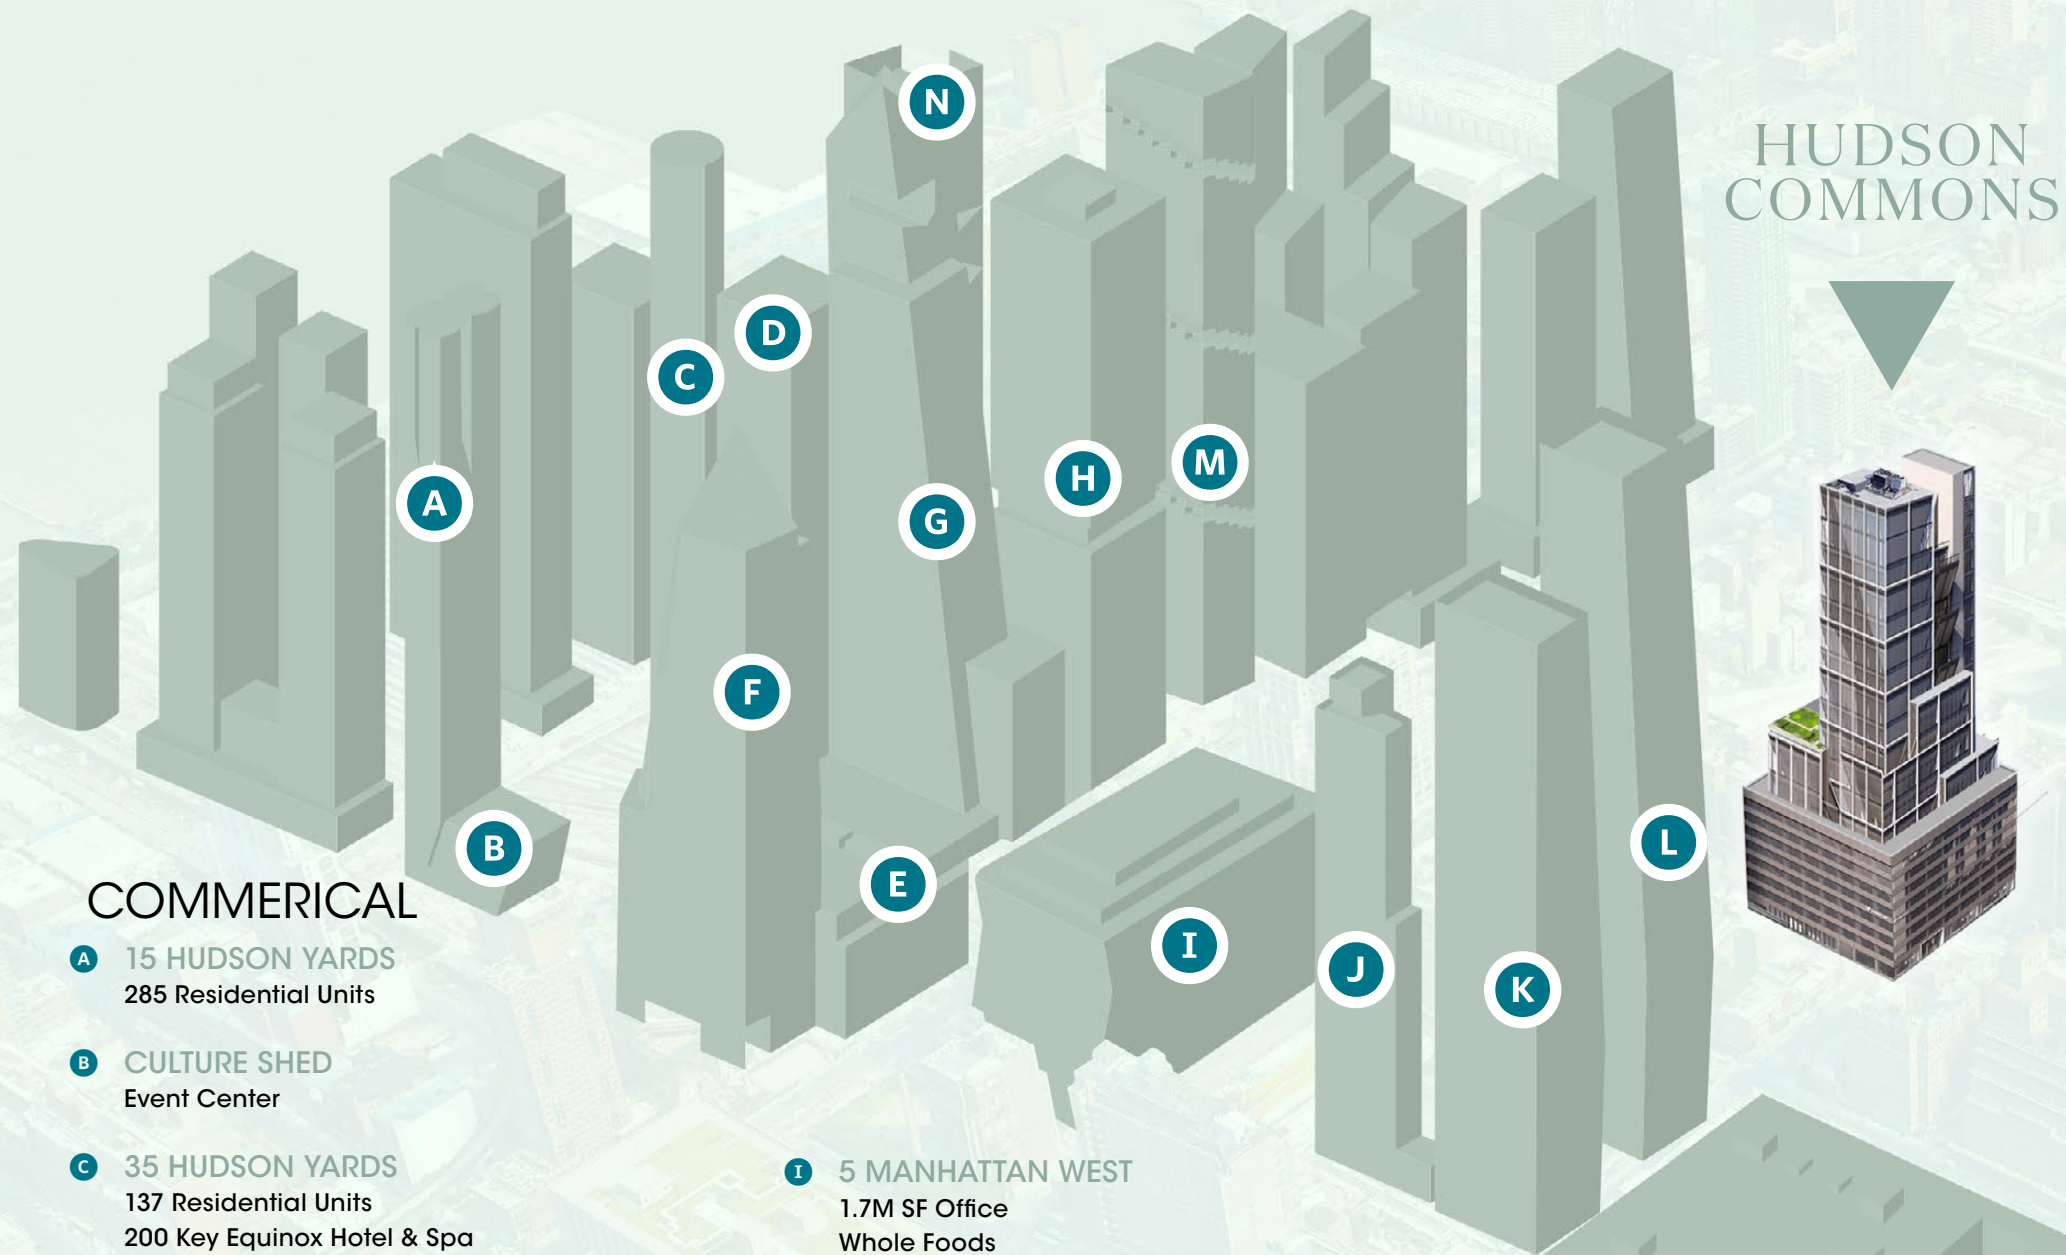 N
HUDSON
COMMONS
D
C
A
H
M
G
F
B
E
I
J
K
L
COMMERICAL
A 15 HUDSON YARDS
285 Residential Units
B CULTURE SHED
Event Center
C 35 HUDSON YARDS
137 Residential Units
200 Key Equinox Hotel & Spa
I 5 MANHATTAN WEST
1.7M SF Office
Whole Foods